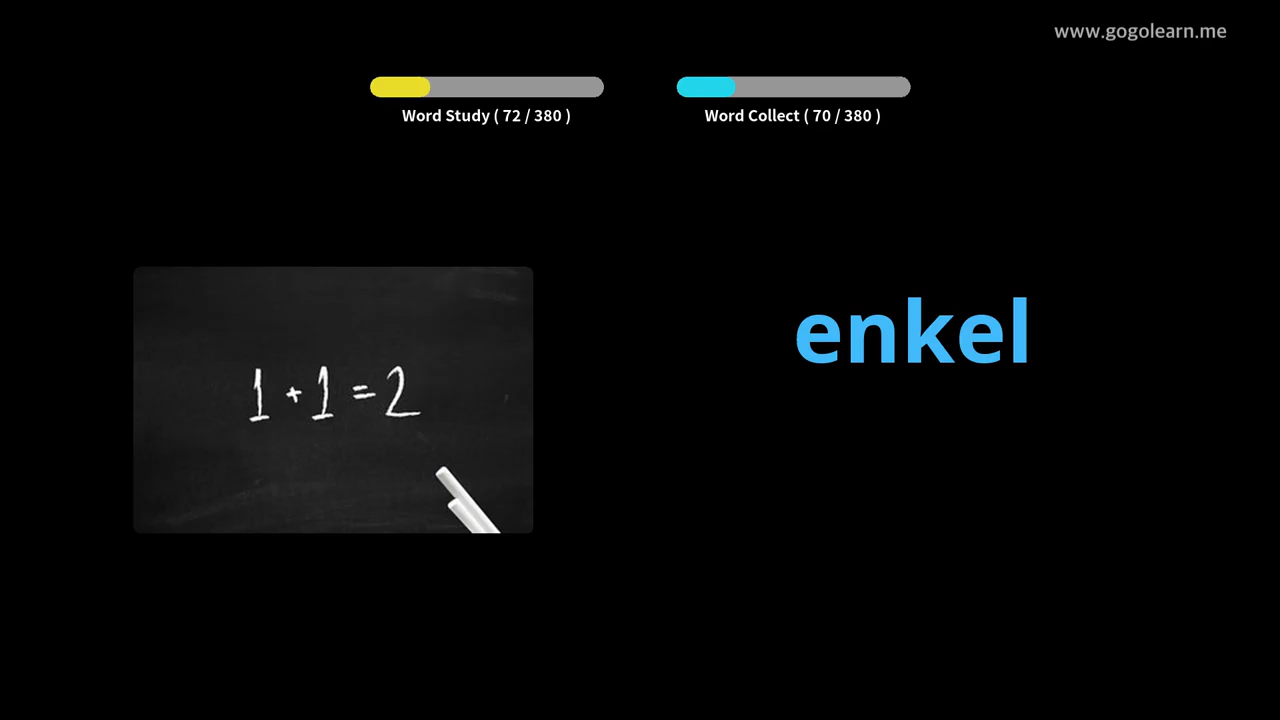 www.gogolearn.me
Word Study ( 72 / 380 )
Word Collect ( 70 / 380 )
enkel
1 + 1 = 2